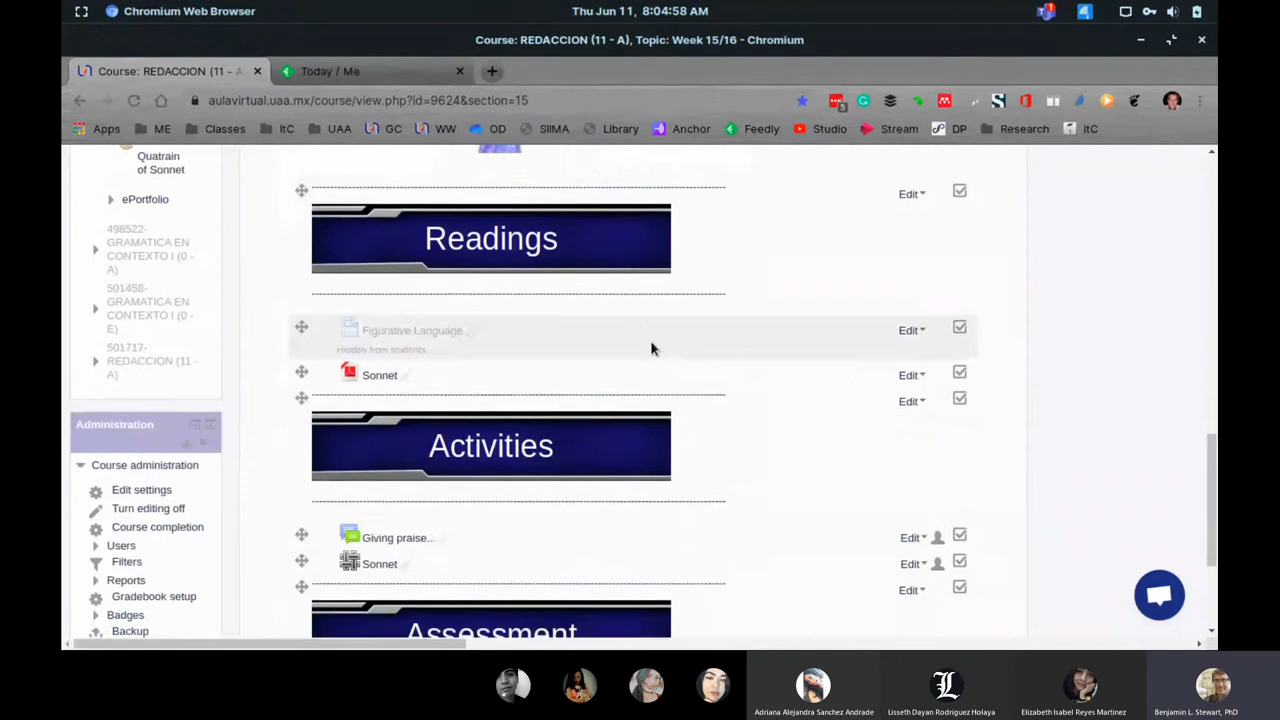 Chromium Web Browser
Thu Jun 11, 8:04:58 AM
Course: REDACCION (11 - A), Topic: Week 15/16 - Chromium
Course: REDACCION (11 - A
Today / Me
aulavirtual.uaa.mx/course/view.php?id=9624&section=15
5
Apps ME Classes ItC UAA GC WW OD SIIMA Library Anchor Feedly Studio Stream DP Research ItC
Quatrain
of Sonnet
ePortfolio
498522-
GRAMATICA EN
CONTEXTO I (0 -
A)
501458-
GRAMATICA EN
CONTEXTO I (0 -
E)
501717-
REDACCION (11 -
A)
Administration
Course administration
Edit settings
Turn editing off
Course completion
Users
Filters
Reports
Gradebook setup
Badges
Backup
Edit
Readings
Figurative Language
Edit
Hidden from students
Sonnet
Edit
Edit
Activities
Giving praise...
Edit
Sonnet
Edit
Edit
Assessment
Adriana Alejandra Sanchez Andrade
L
Lisseth Dayan Rodriguez Holaya
Elizabeth Isabel Reyes Martinez
Benjamin L. Stewart, PhD